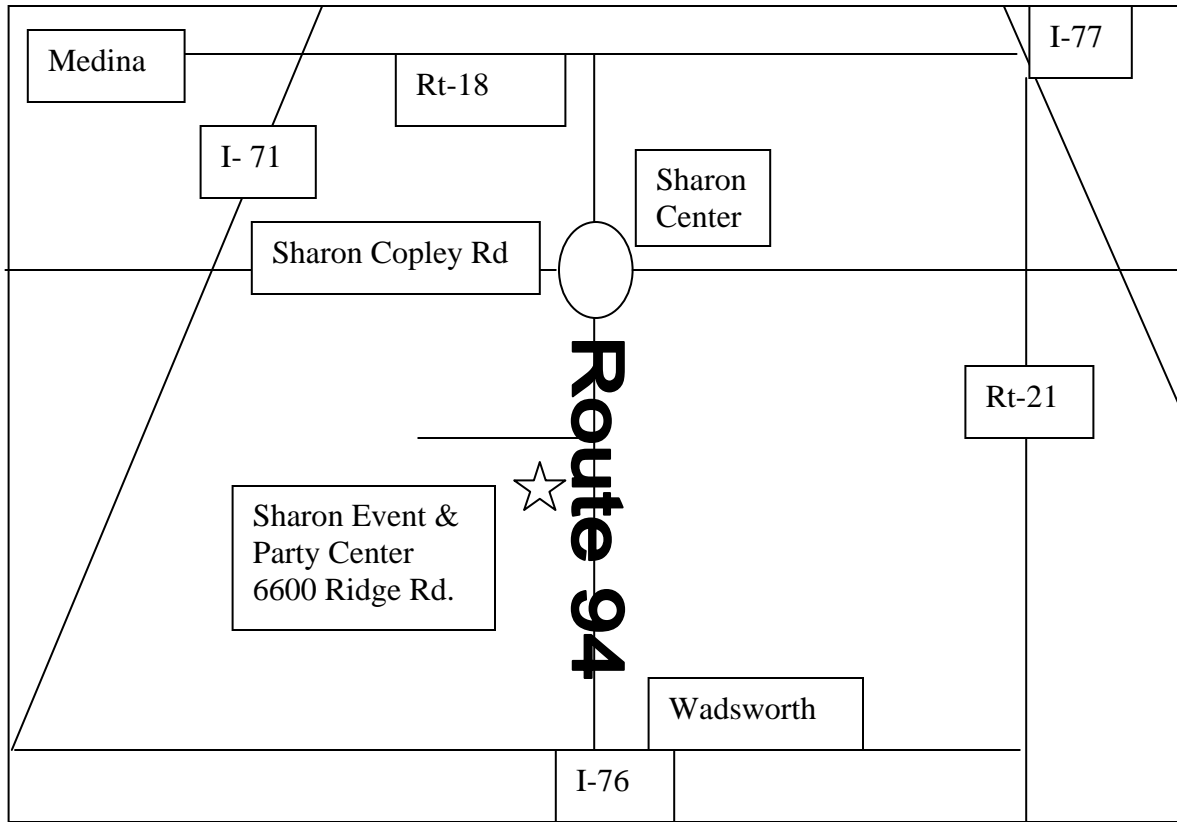 I-77
Medina
Rt-18
I- 71
Sharon
Center
Sharon Copley Rd
Route 94
Rt-21
Sharon Event &
Party Center
6600 Ridge Rd.
Wadsworth
I-76